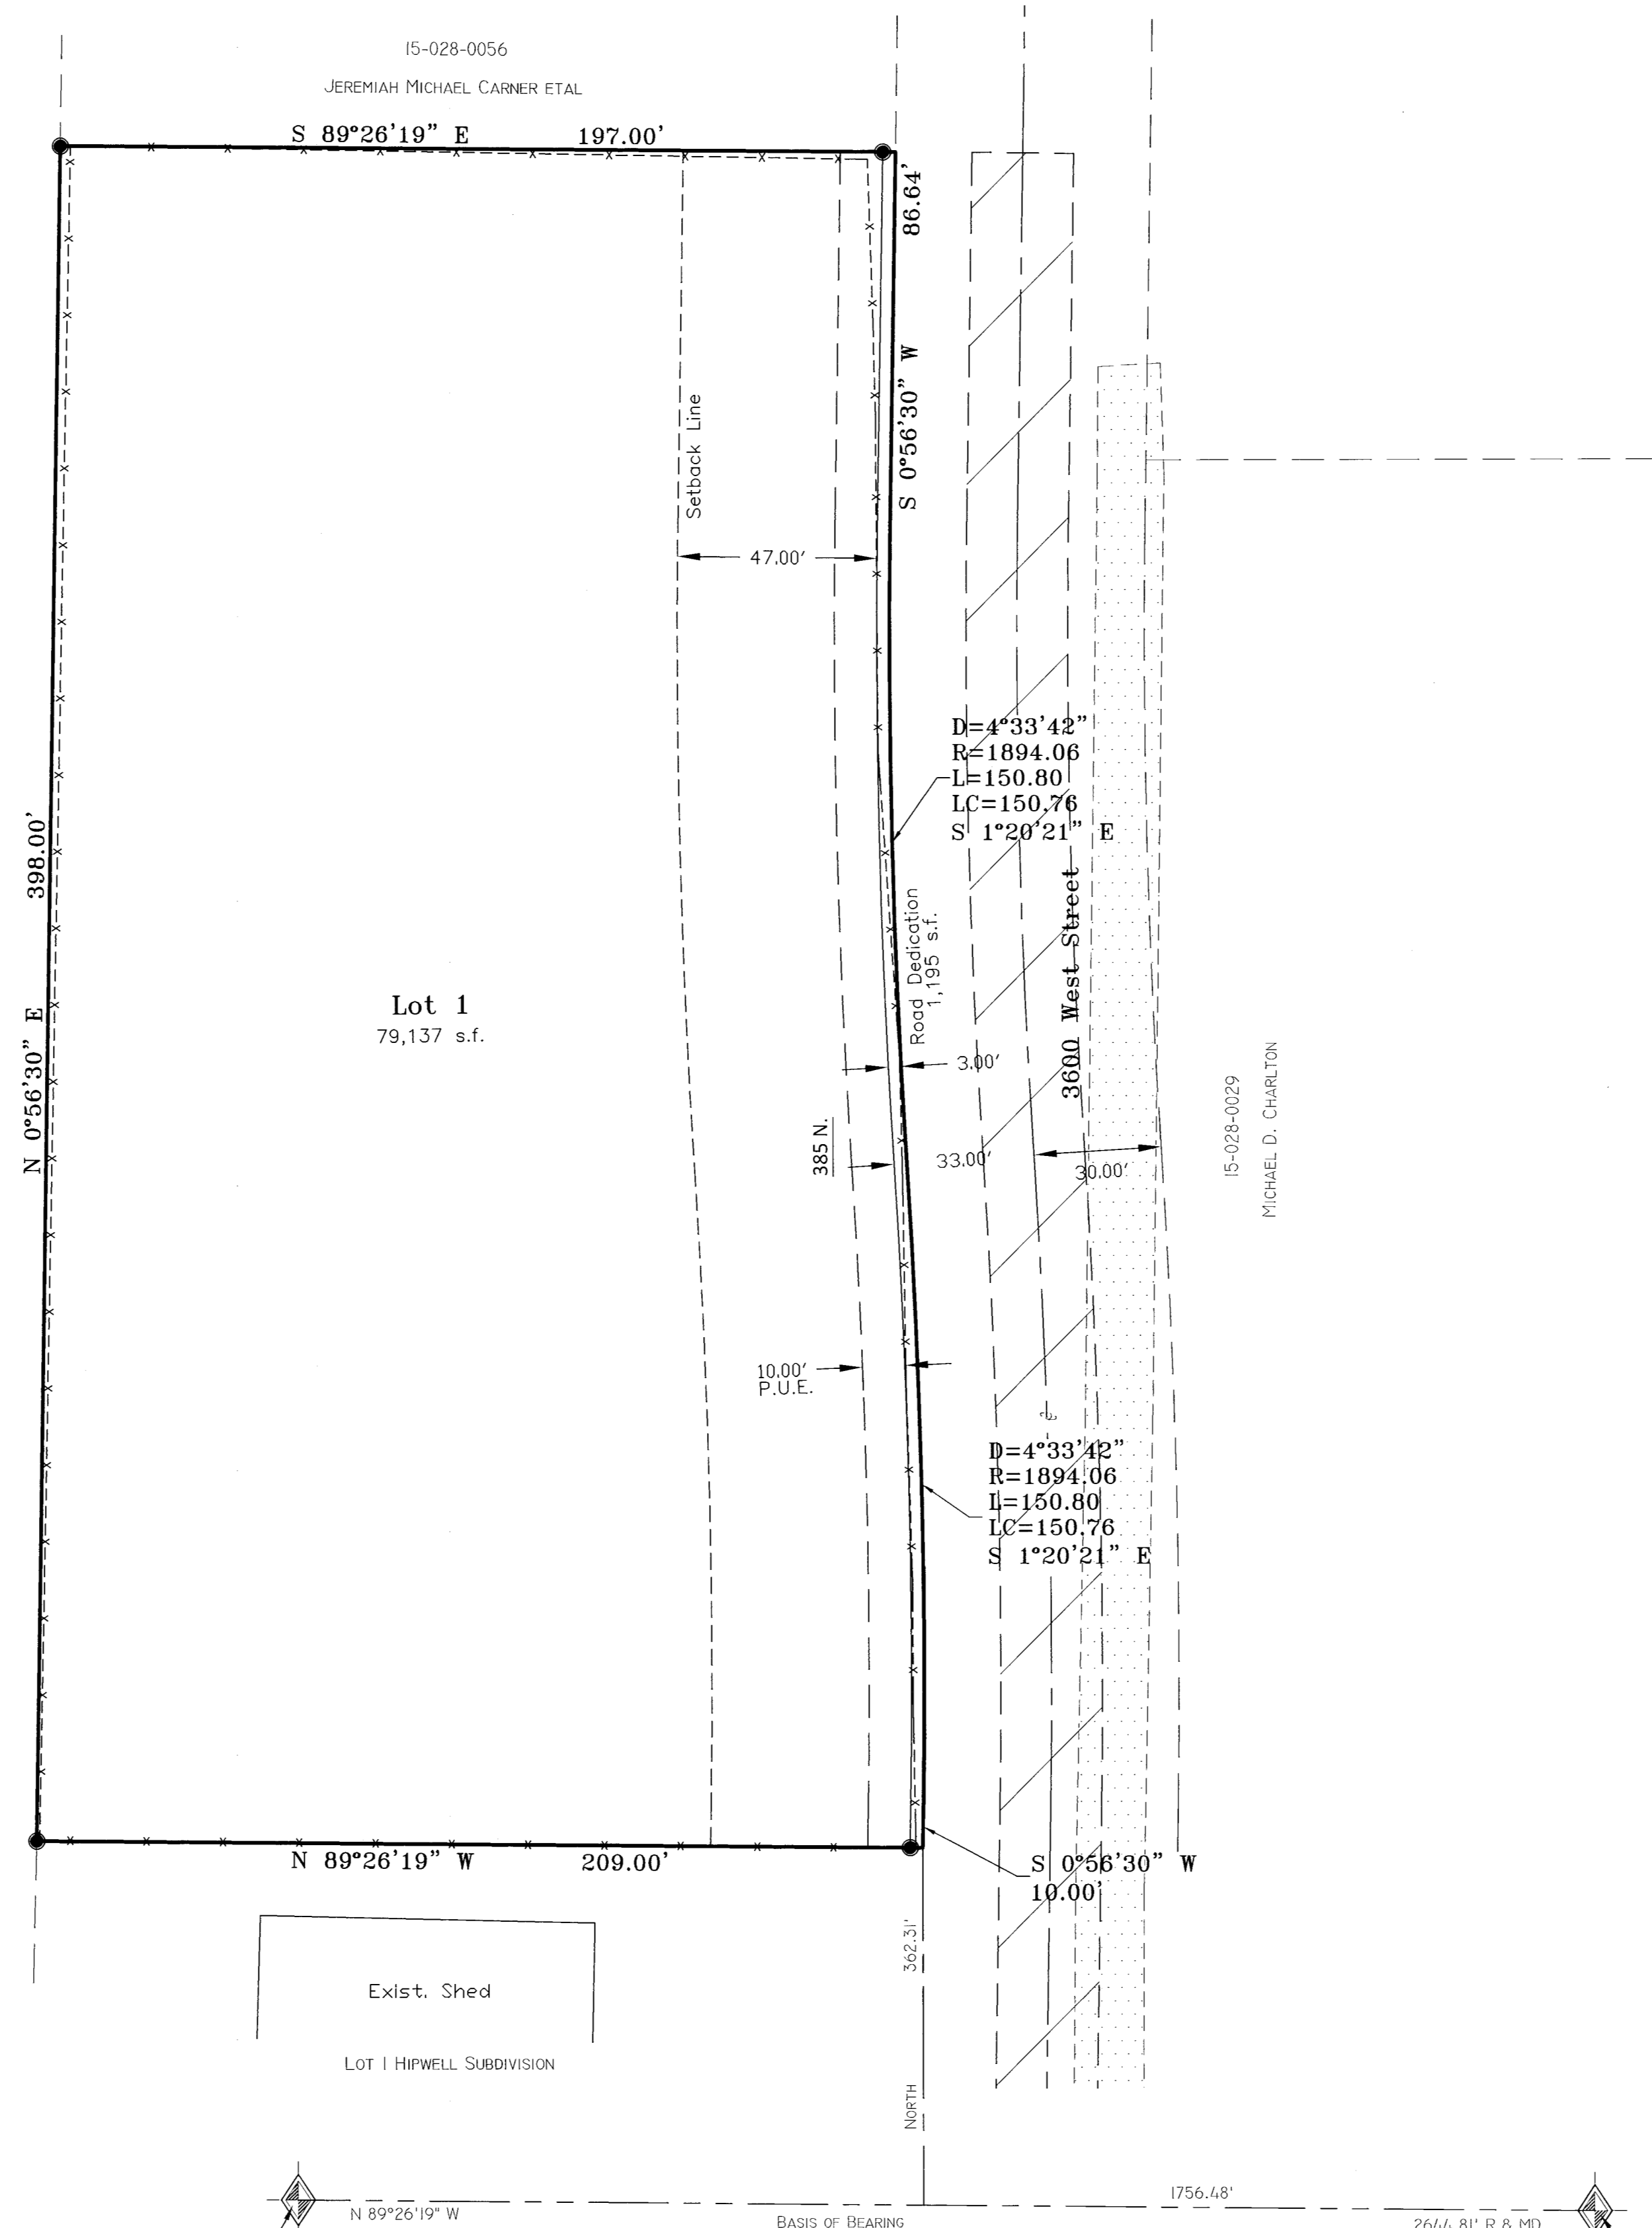 15-028-0056
JEREMIAH MICHAEL CARNER ETAL
S 89°26'19" E 197.00'
86.64'
S 0°56'30" W
Setback Line
47.00'
D=4°33'42"
R=1894.06
L=150.80
LC=150.76
S 1°20'21" E
398.00'
N 0°56'30" E
Road Dedication
1,195 s.f.
3600 West Street
Lot 1
79,137 s.f.
3.00'
385 N.
33.00'
30.00'
15-028-0029
MICHAEL D. CHARLTON
10.00'
P.U.E.
D=4°33'42"
R=1894.06
L=150.80
LC=150.76
S 1°20'21" E
N 89°26'19" W 209.00'
S 0°56'30" W
10.00'
362.31'
Exist. Shed
LOT 1 HIPWELL SUBDIVISION
NORTH
1756.48'
N 89°26'19" W
BASIS OF BEARING
2644.81' R & MD